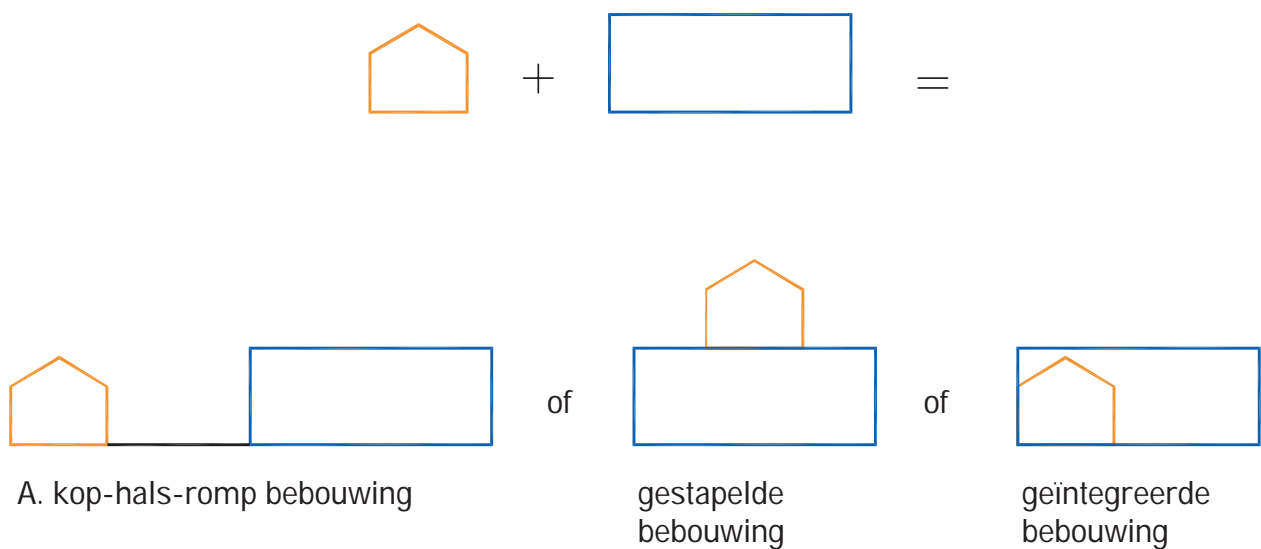 + =
of of
A. kop-hals-romp bebouwing
gestapelde
bebouwing
geïntegreerde
bebouwing